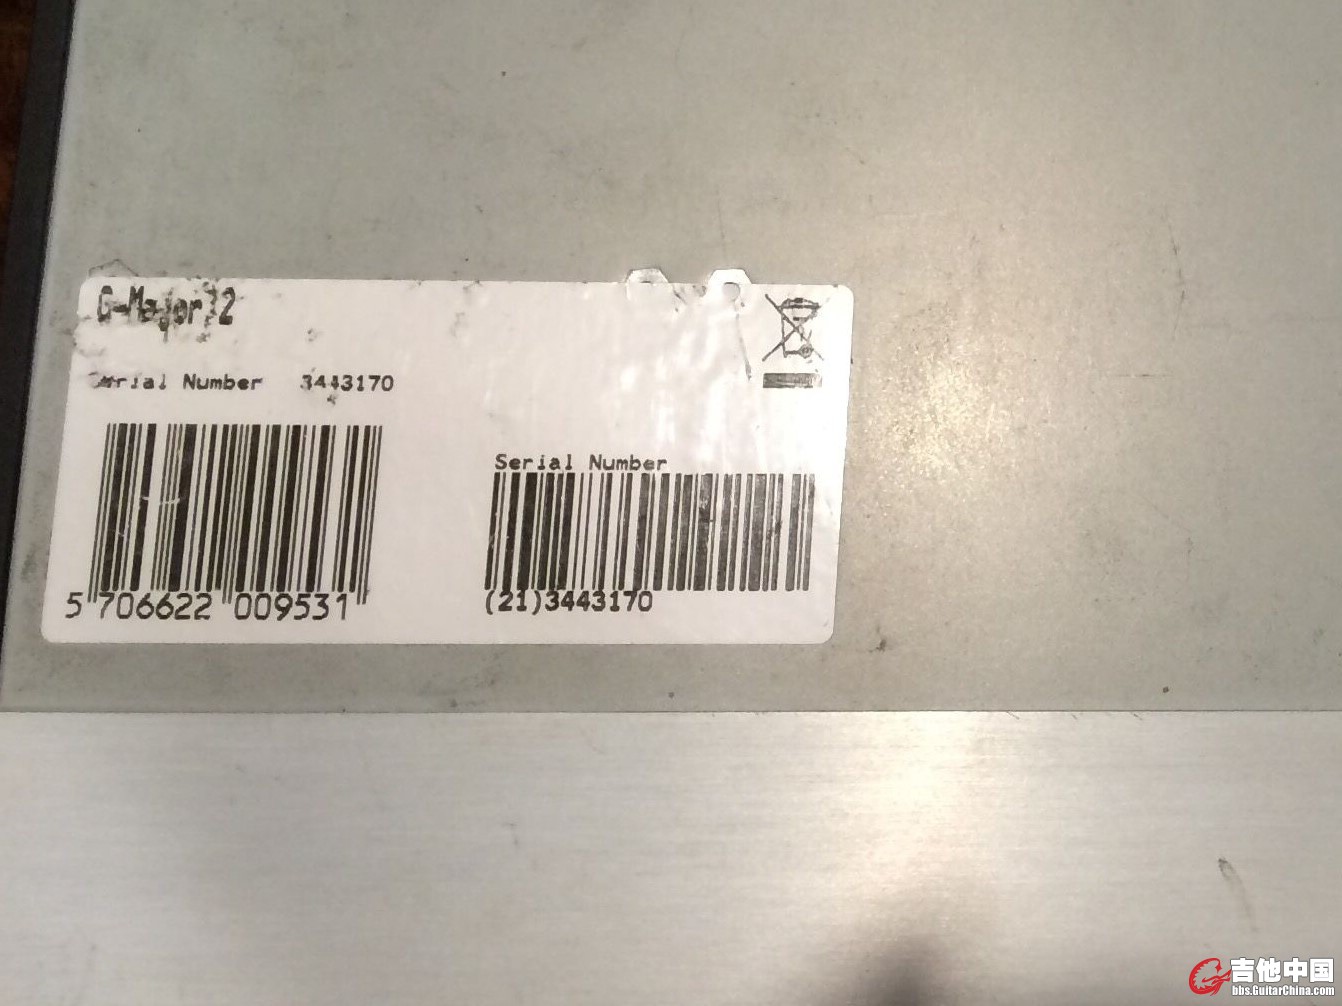 G-Major 2
Serial Number 3443170
5 706622 009531
Serial Number
(21)3443170
吉他中国
bbs.GuitarChina.com